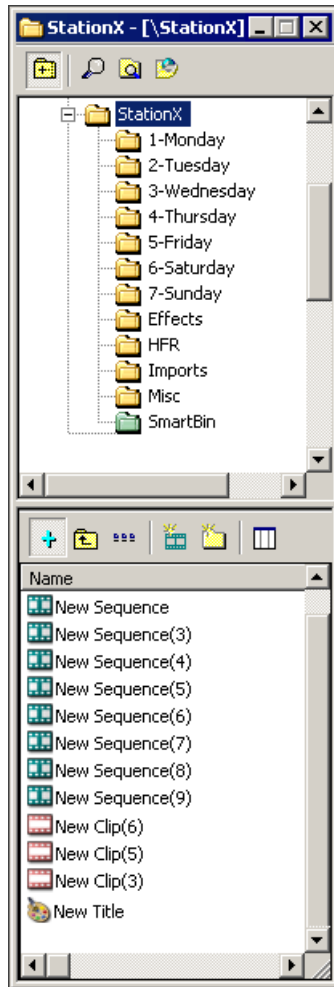 StationX - [\StationX]
StationX
1-Monday
2-Tuesday
3-Wednesday
4-Thursday
5-Friday
6-Saturday
7-Sunday
Effects
HFR
Imports
Misc
SmartBin
Name
New Sequence
New Sequence(3)
New Sequence(4)
New Sequence(5)
New Sequence(6)
New Sequence(7)
New Sequence(8)
New Sequence(9)
New Clip(6)
New Clip(5)
New Clip(3)
New Title